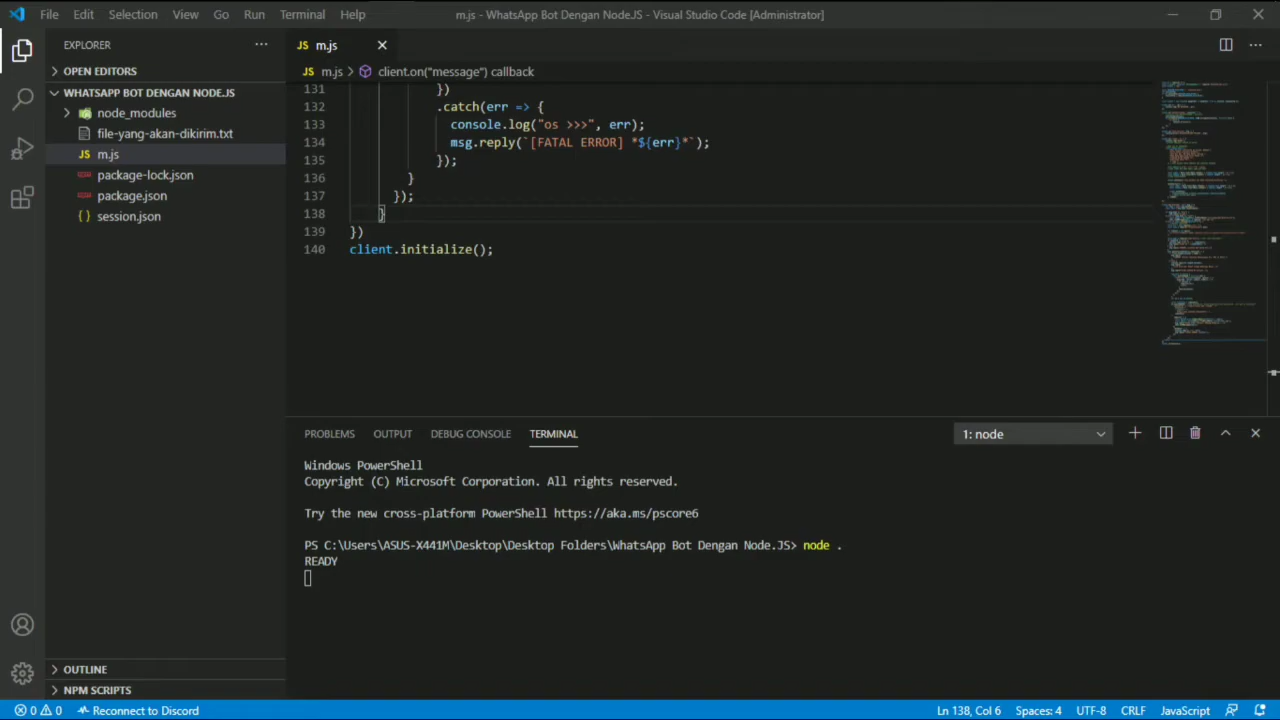 File Edit Selection View Go Run Terminal Help
m.js - WhatsApp Bot Dengan Node.JS - Visual Studio Code [Administrator]
EXPLORER
OPEN EDITORS
WHATSAPP BOT DENGAN NODE.JS
node_modules
file-yang-akan-dikirim.txt
JS m.js
package-lock.json
package.json
{ } session.json
OUTLINE
NPM SCRIPTS
JS m.js
JS m.js > client.on("message") callback
131 })
132 .catch(err => {
133 console.log("os >>>", err);
134 msg.reply(`[FATAL ERROR] *${err}*`);
135 });
136 }
137 });
138 }
139 })
140 client.initialize();
PROBLEMS OUTPUT DEBUG CONSOLE TERMINAL
1: node
Windows PowerShell
Copyright (C) Microsoft Corporation. All rights reserved.
Try the new cross-platform PowerShell https://aka.ms/pscore6
PS C:\Users\ASUS-X441M\Desktop\Desktop Folders\WhatsApp Bot Dengan Node.JS> node .
READY
0 0 Reconnect to Discord
Ln 138, Col 6 Spaces: 4 UTF-8 CRLF JavaScript